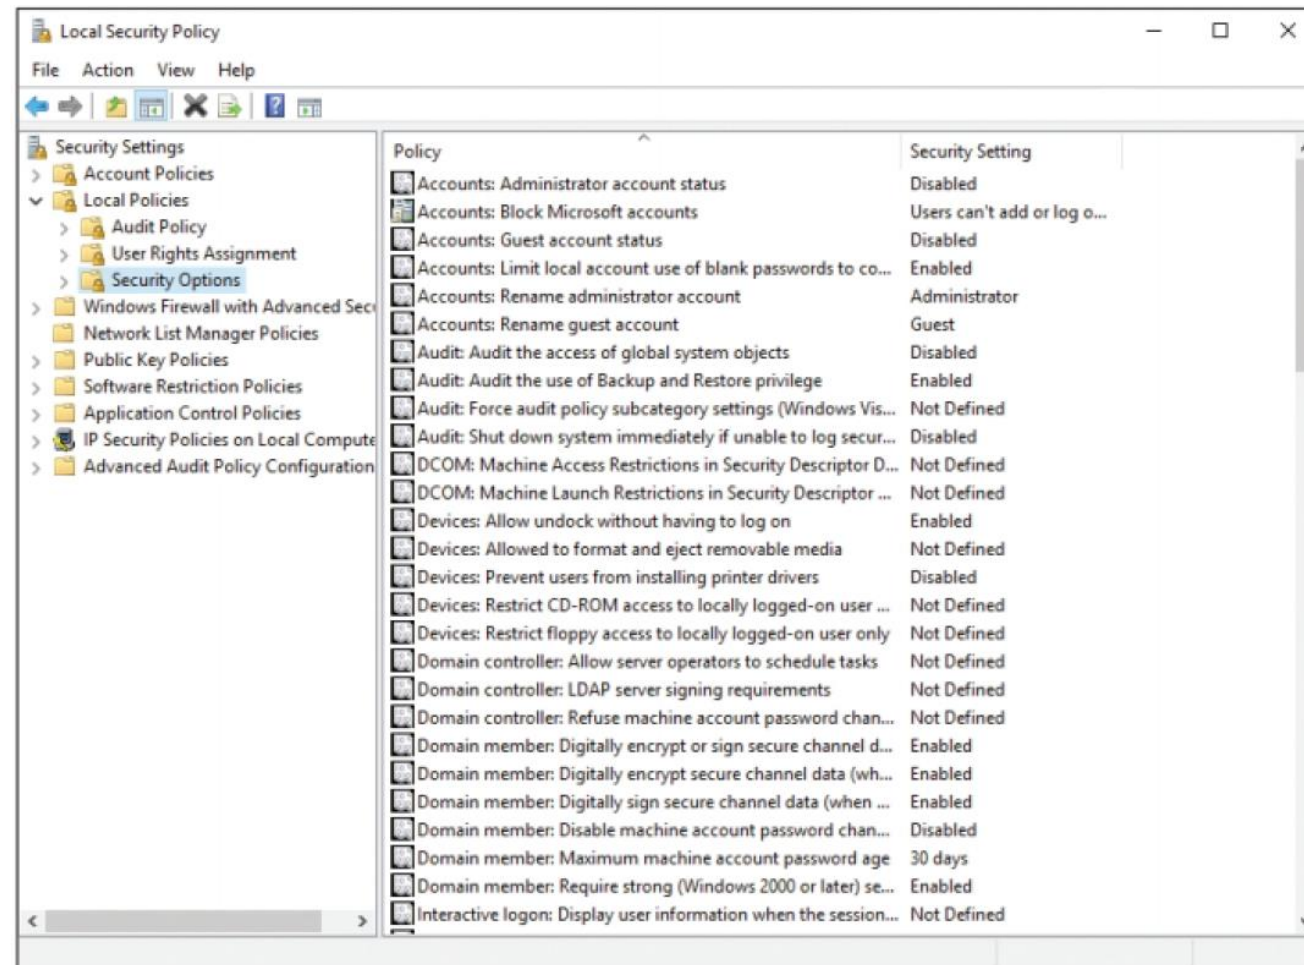 Local Security Policy
File Action View Help
Security Settings
Account Policies
Local Policies
Audit Policy
User Rights Assignment
Security Options
Windows Firewall with Advanced Secu
Network List Manager Policies
Public Key Policies
Software Restriction Policies
Application Control Policies
IP Security Policies on Local Compute
Advanced Audit Policy Configuration
Policy Security Setting
Accounts: Administrator account status Disabled
Accounts: Block Microsoft accounts Users can't add or log o...
Accounts: Guest account status Disabled
Accounts: Limit local account use of blank passwords to co... Enabled
Accounts: Rename administrator account Administrator
Accounts: Rename guest account Guest
Audit: Audit the access of global system objects Disabled
Audit: Audit the use of Backup and Restore privilege Enabled
Audit: Force audit policy subcategory settings (Windows Vis... Not Defined
Audit: Shut down system immediately if unable to log secur... Disabled
DCOM: Machine Access Restrictions in Security Descriptor D... Not Defined
DCOM: Machine Launch Restrictions in Security Descriptor ... Not Defined
Devices: Allow undock without having to log on Enabled
Devices: Allowed to format and eject removable media Not Defined
Devices: Prevent users from installing printer drivers Disabled
Devices: Restrict CD-ROM access to locally logged-on user ... Not Defined
Devices: Restrict floppy access to locally logged-on user only Not Defined
Domain controller: Allow server operators to schedule tasks Not Defined
Domain controller: LDAP server signing requirements Not Defined
Domain controller: Refuse machine account password chan... Not Defined
Domain member: Digitally encrypt or sign secure channel d... Enabled
Domain member: Digitally encrypt secure channel data (wh... Enabled
Domain member: Digitally sign secure channel data (when ... Enabled
Domain member: Disable machine account password chan... Disabled
Domain member: Maximum machine account password age 30 days
Domain member: Require strong (Windows 2000 or later) se... Enabled
Interactive logon: Display user information when the session... Not Defined